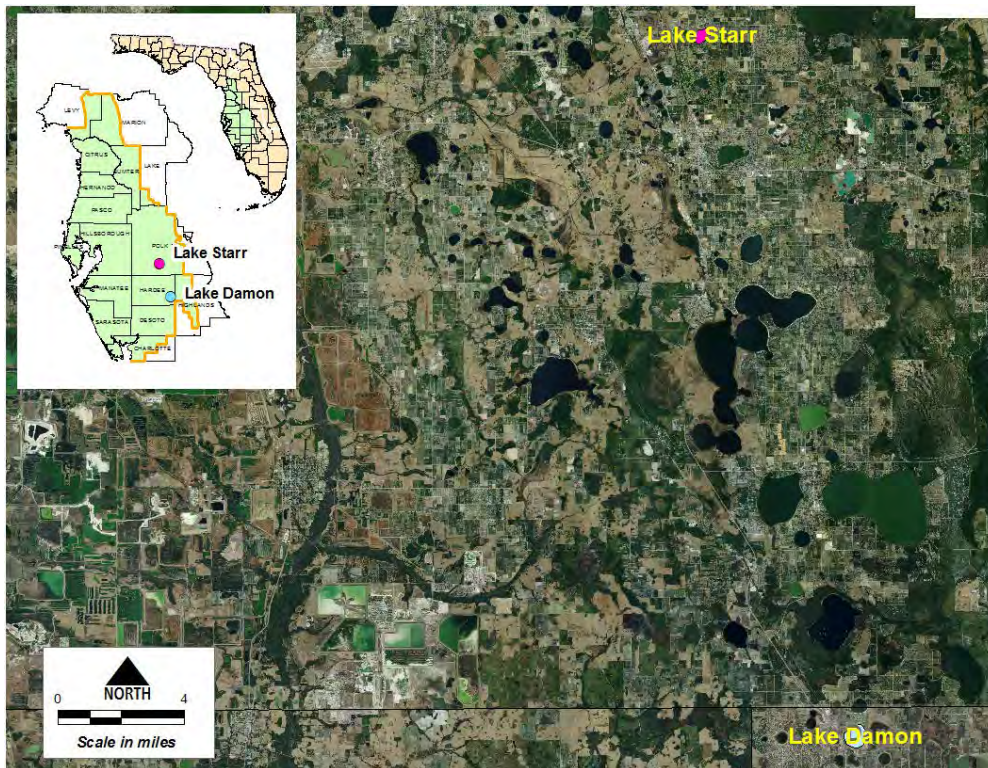 Lake Starr
LEVY
MARION
CITRUS
LAKE
SUMTER
HERNANDO
PASCO
HILLSBOROUGH
PINELLAS
POLK
Lake Starr
MANATEE
HARDEE
Lake Damon
HIGHLANDS
SARASOTA
DESOTO
CHARLOTTE
NORTH
0 4
Scale in miles
Lake Damon